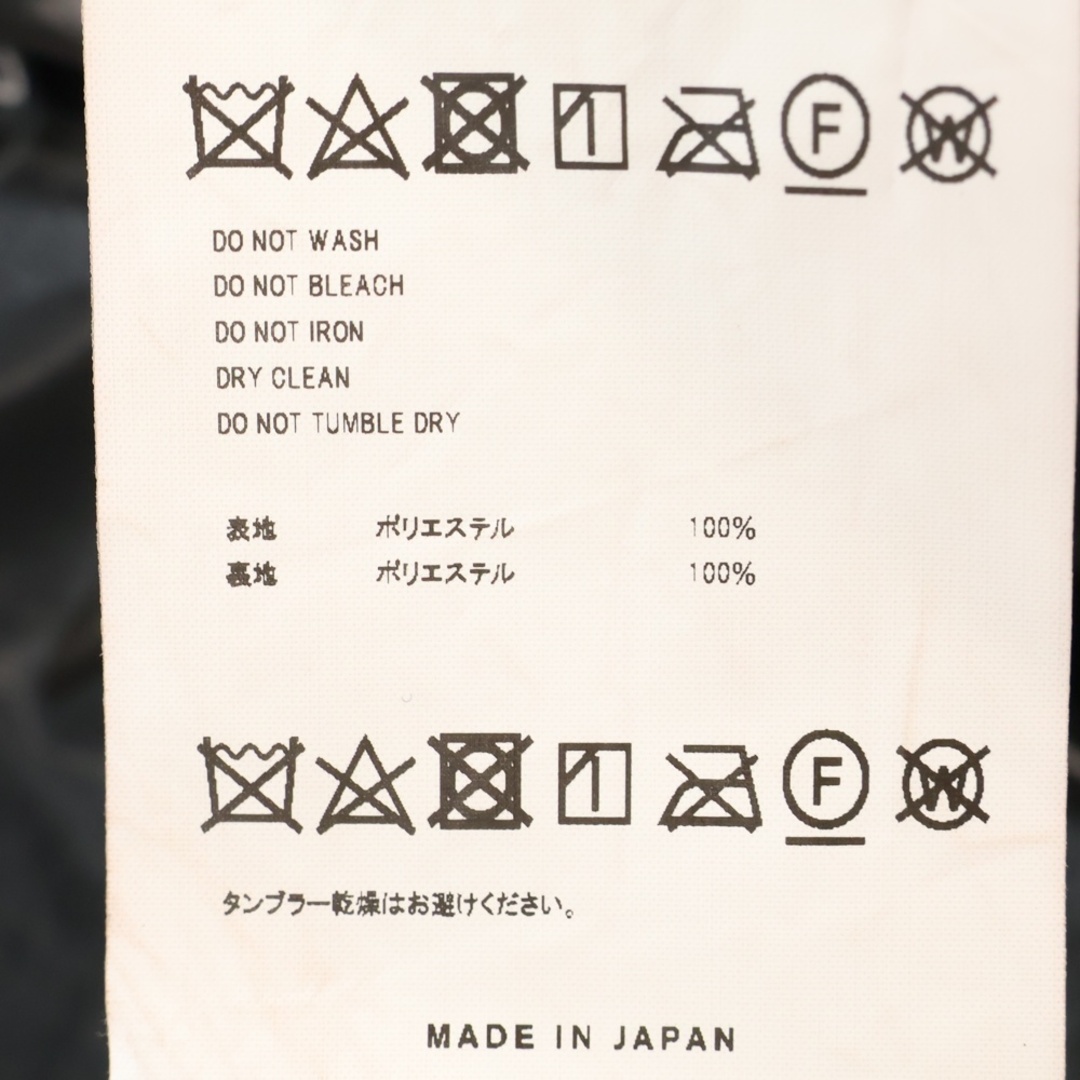 F W
DO NOT WASH
DO NOT BLEACH
DO NOT IRON
DRY CLEAN
DO NOT TUMBLE DRY
表地 ポリエステル 100%
裏地 ポリエステル 100%
F W
タンブラー乾燥はお避けください。
MADE IN JAPAN